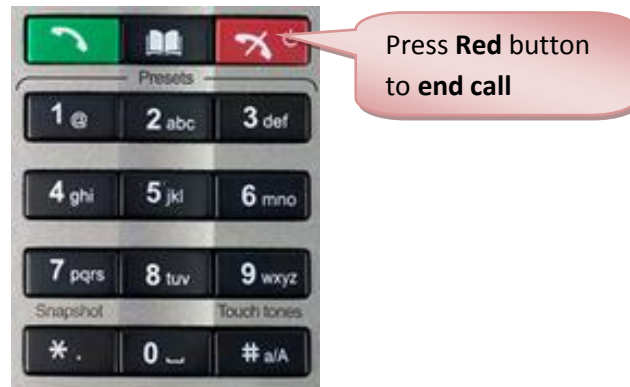 Press Red button
to end call
Presets
1 @ 2 abc 3 def
4 ghi 5 jkl 6 mno
7 pqrs 8 tuv 9 wxyz
Snapshot Touch tones
* . 0 ⎵ # a/A